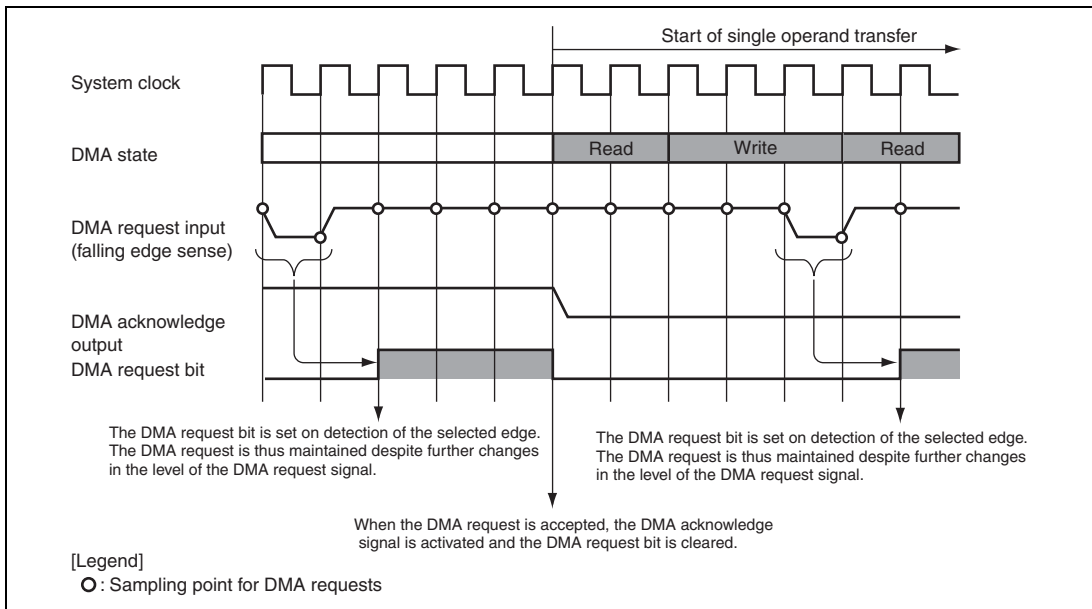 Start of single operand transfer
System clock
DMA state
Read
Write
Read
DMA request input
(falling edge sense)
DMA acknowledge
output
DMA request bit
The DMA request bit is set on detection of the selected edge.
The DMA request is thus maintained despite further changes
in the level of the DMA request signal.
The DMA request bit is set on detection of the selected edge.
The DMA request is thus maintained despite further changes
in the level of the DMA request signal.
When the DMA request is accepted, the DMA acknowledge
signal is activated and the DMA request bit is cleared.
[Legend]
: Sampling point for DMA requests